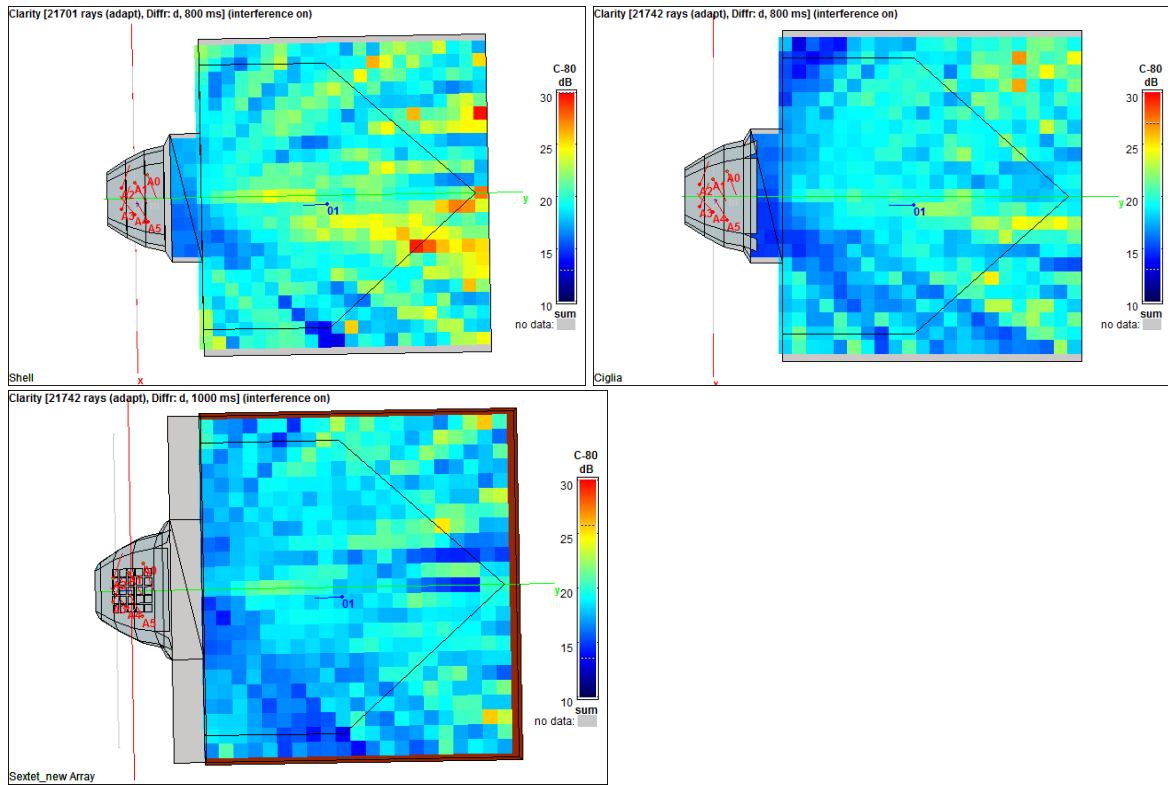 Clarity [21701 rays (adapt), Diffr: d, 800 ms] (interference on)
C-80
dB
30
25
20
15
10
sum
no data:
A0
A1
A2
A3
A4
A5
01
y
x
Shell
Clarity [21742 rays (adapt), Diffr: d, 800 ms] (interference on)
C-80
dB
30
25
20
15
10
sum
no data:
A0
A1
A2
A3
A4
A5
01
y
x
Ciglia
Clarity [21742 rays (adapt), Diffr: d, 1000 ms] (interference on)
C-80
dB
30
25
20
15
10
sum
no data:
A0
A5
01
y
Sextet_new Array